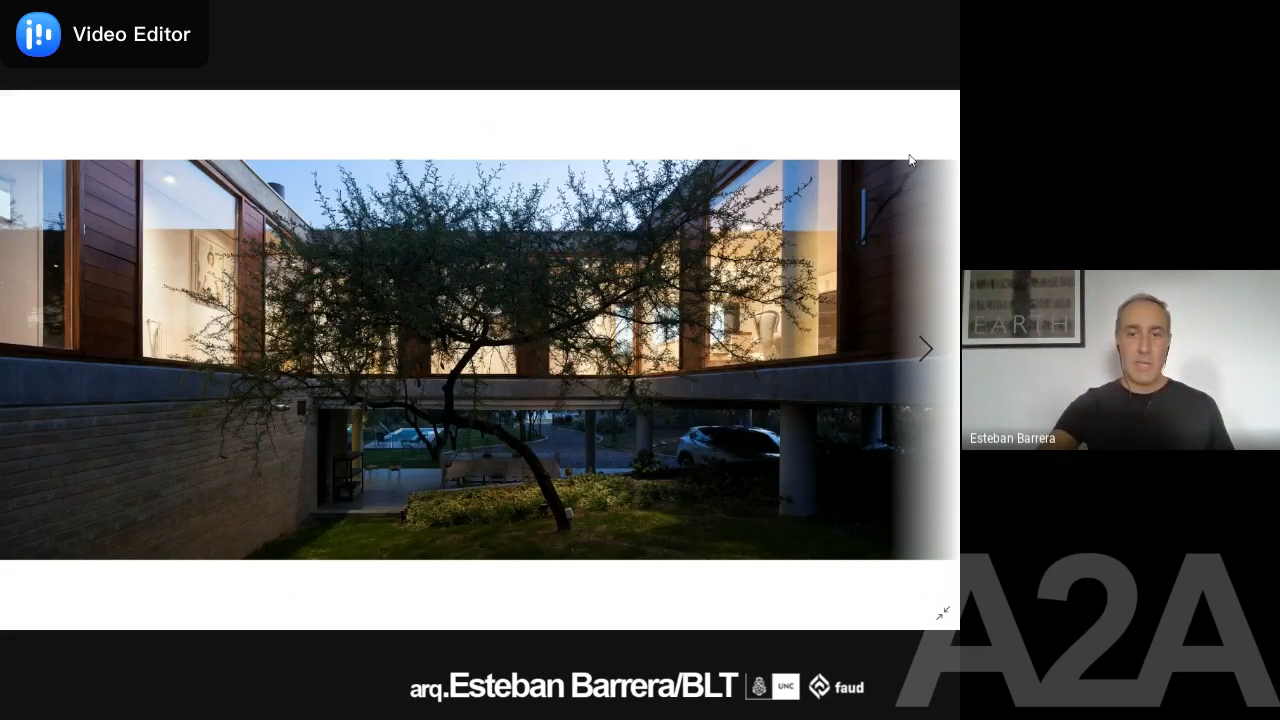 Video Editor
EARTH
Esteban Barrera
A2A
arq.Esteban Barrera/BLT
UNC
faud